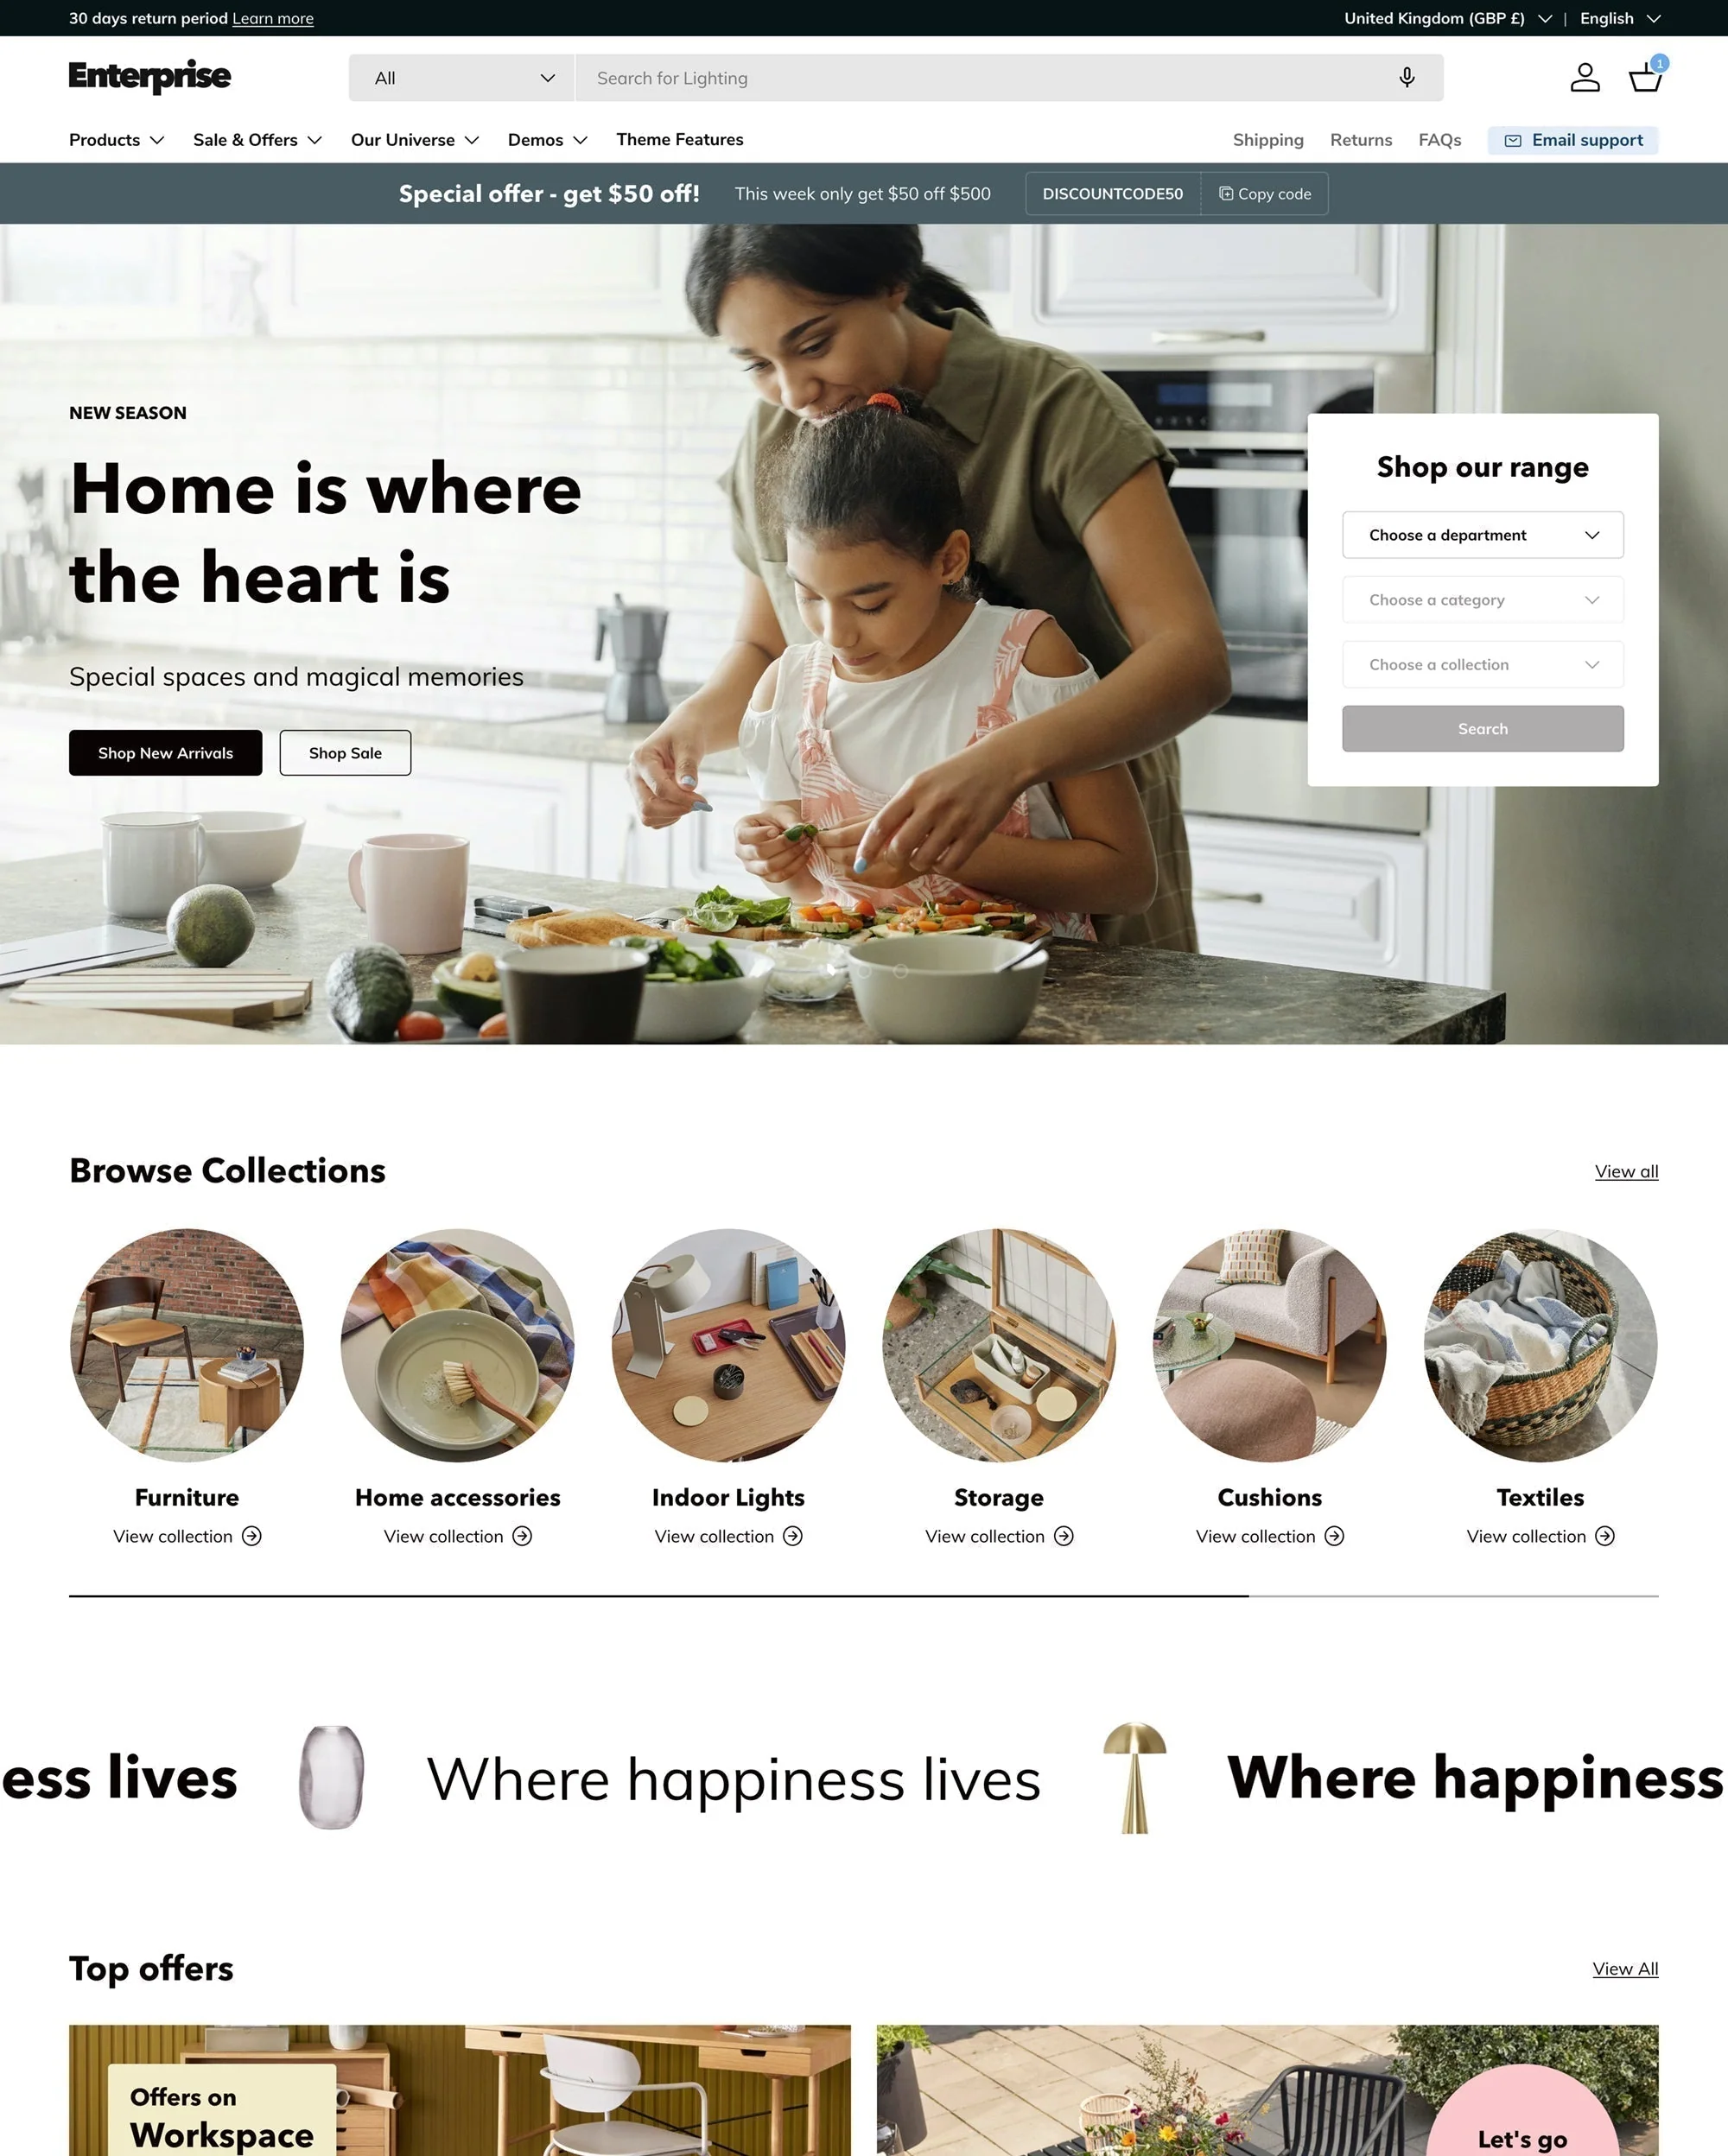 30 days return period Learn more
United Kingdom (GBP £) | English
Enterprise
All
Search for Lighting
1
Products
Sale & Offers
Our Universe
Demos
Theme Features
Shipping
Returns
FAQs
Email support
Special offer - get $50 off!
This week only get $50 off $500
DISCOUNTCODE50
Copy code
NEW SEASON
Home is where
the heart is
Special spaces and magical memories
Shop New Arrivals
Shop Sale
Shop our range
Choose a department
Choose a category
Choose a collection
Search
Browse Collections
View all
Furniture
View collection
Home accessories
View collection
Indoor Lights
View collection
Storage
View collection
Cushions
View collection
Textiles
View collection
ess lives
Where happiness lives
Where happiness
Top offers
View All
Offers on
Workspace
Let's go